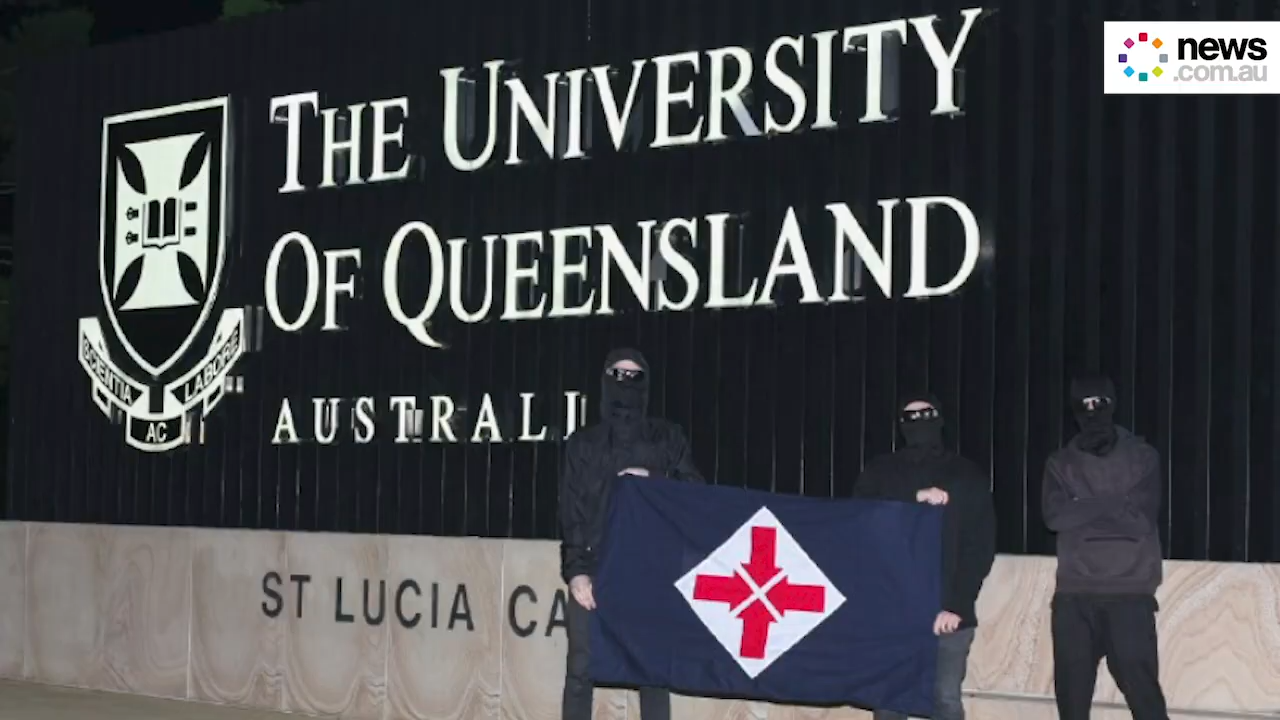 news
.com.au
THE UNIVERSITY
OF QUEENSLAND
AUSTRALI
SCIENTIA
AC
LABORE
ST LUCIA CA